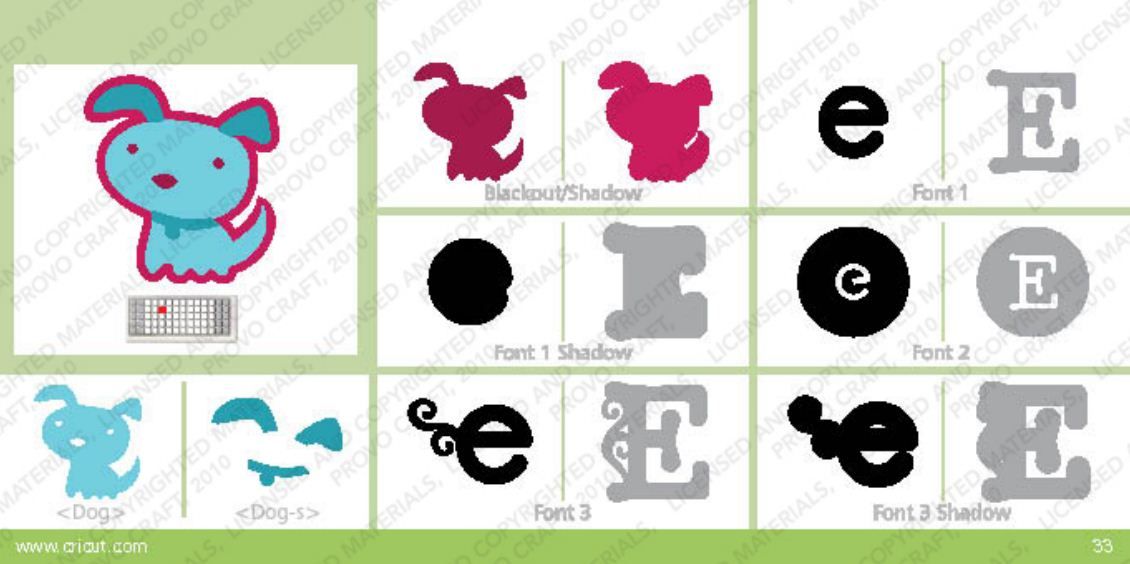 Blackout/Shadow
e E
Font 1
Font 1 Shadow
e E
Font 2
<Dog>
<Dog-s>
e E
Font 3
e E
Font 3 Shadow
www.cricut.com
33
LICENSED AND COPYRIGHTED MATERIALS, PROVO CRAFT, 2010